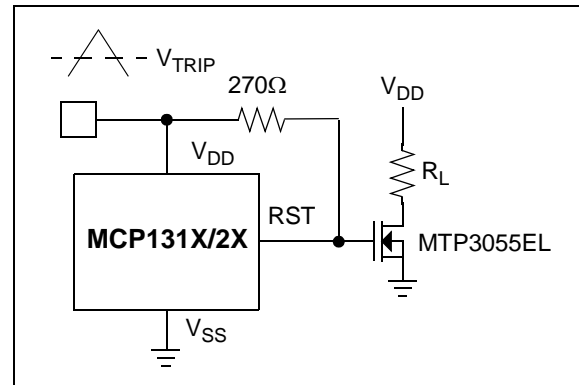 V_TRIP
270Ω
V_DD
V_DD
R_L
RST
MCP131X/2X
MTP3055EL
V_SS